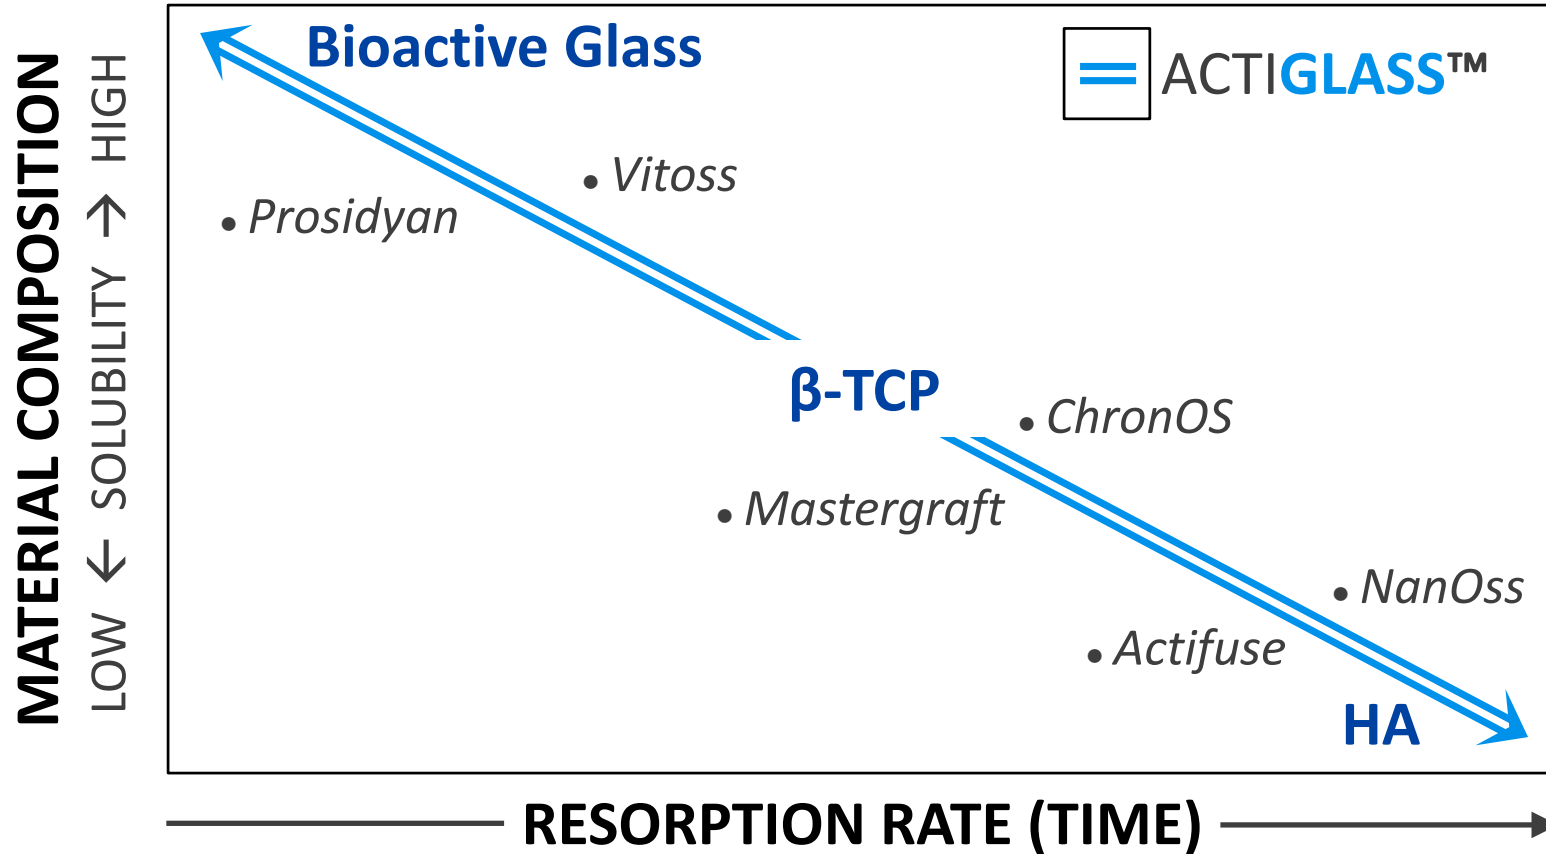 MATERIAL COMPOSITION
LOW ← SOLUBILITY → HIGH
Bioactive Glass
ACTIGLASS™
• Vitoss
• Prosidyan
β-TCP
• ChronOS
• Mastergraft
• NanOss
• Actifuse
HA
RESORPTION RATE (TIME)